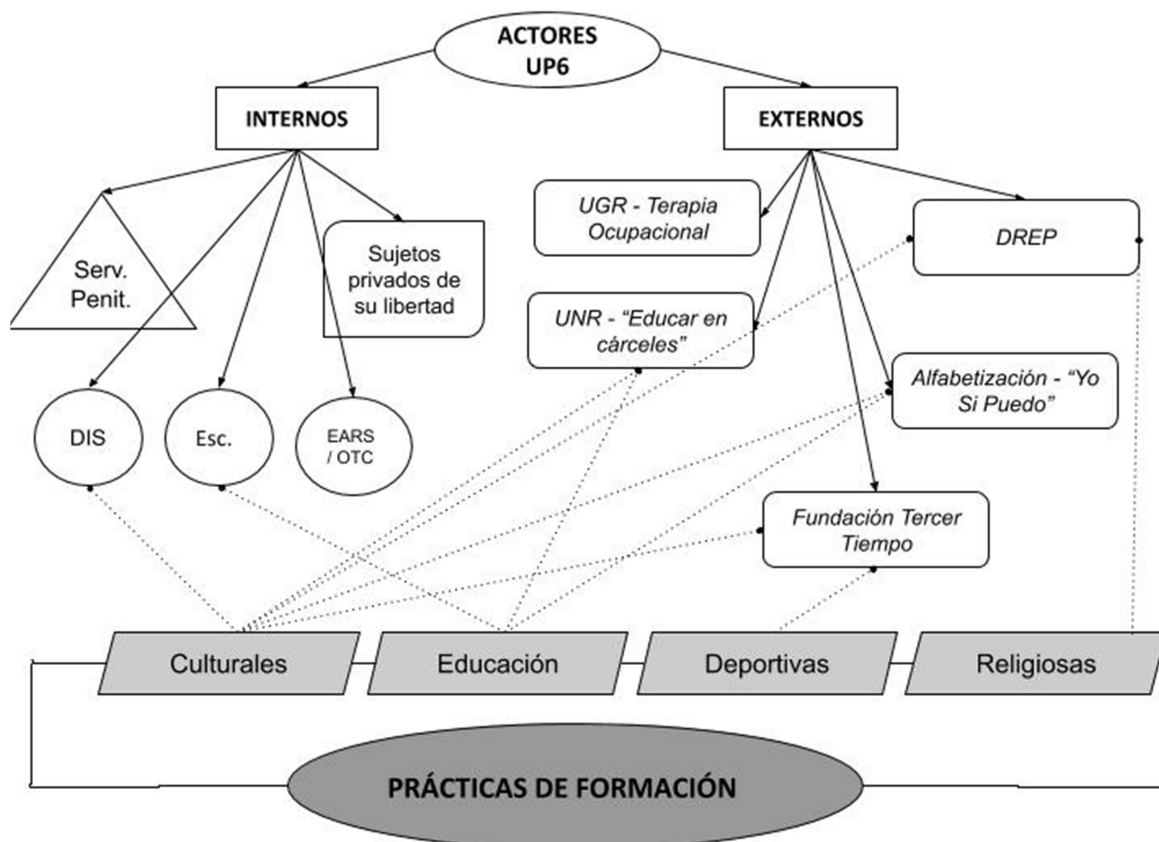 ACTORES
UP6
INTERNOS
EXTERNOS
Serv.
Penit.
Sujetos
privados de
su libertad
UGR - Terapia
Ocupacional
DREP
UNR - “Educar en
cárceles”
Alfabetización - “Yo
Si Puedo”
DIS
Esc.
EARS
/ OTC
Fundación Tercer
Tiempo
Culturales
Educación
Deportivas
Religiosas
PRÁCTICAS DE FORMACIÓN